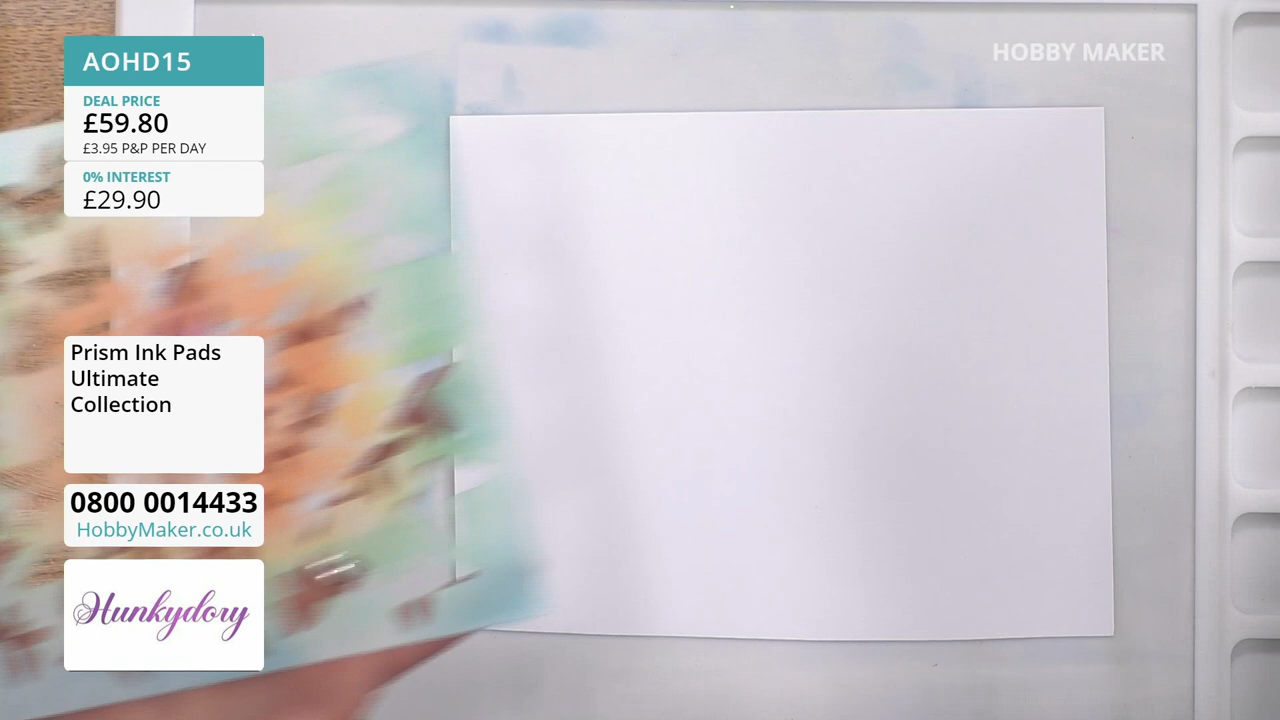 AOHD15
DEAL PRICE
£59.80
£3.95 P&P PER DAY
0% INTEREST
£29.90
Prism Ink Pads
Ultimate
Collection
0800 0014433
HobbyMaker.co.uk
Hunkydory
HOBBY MAKER